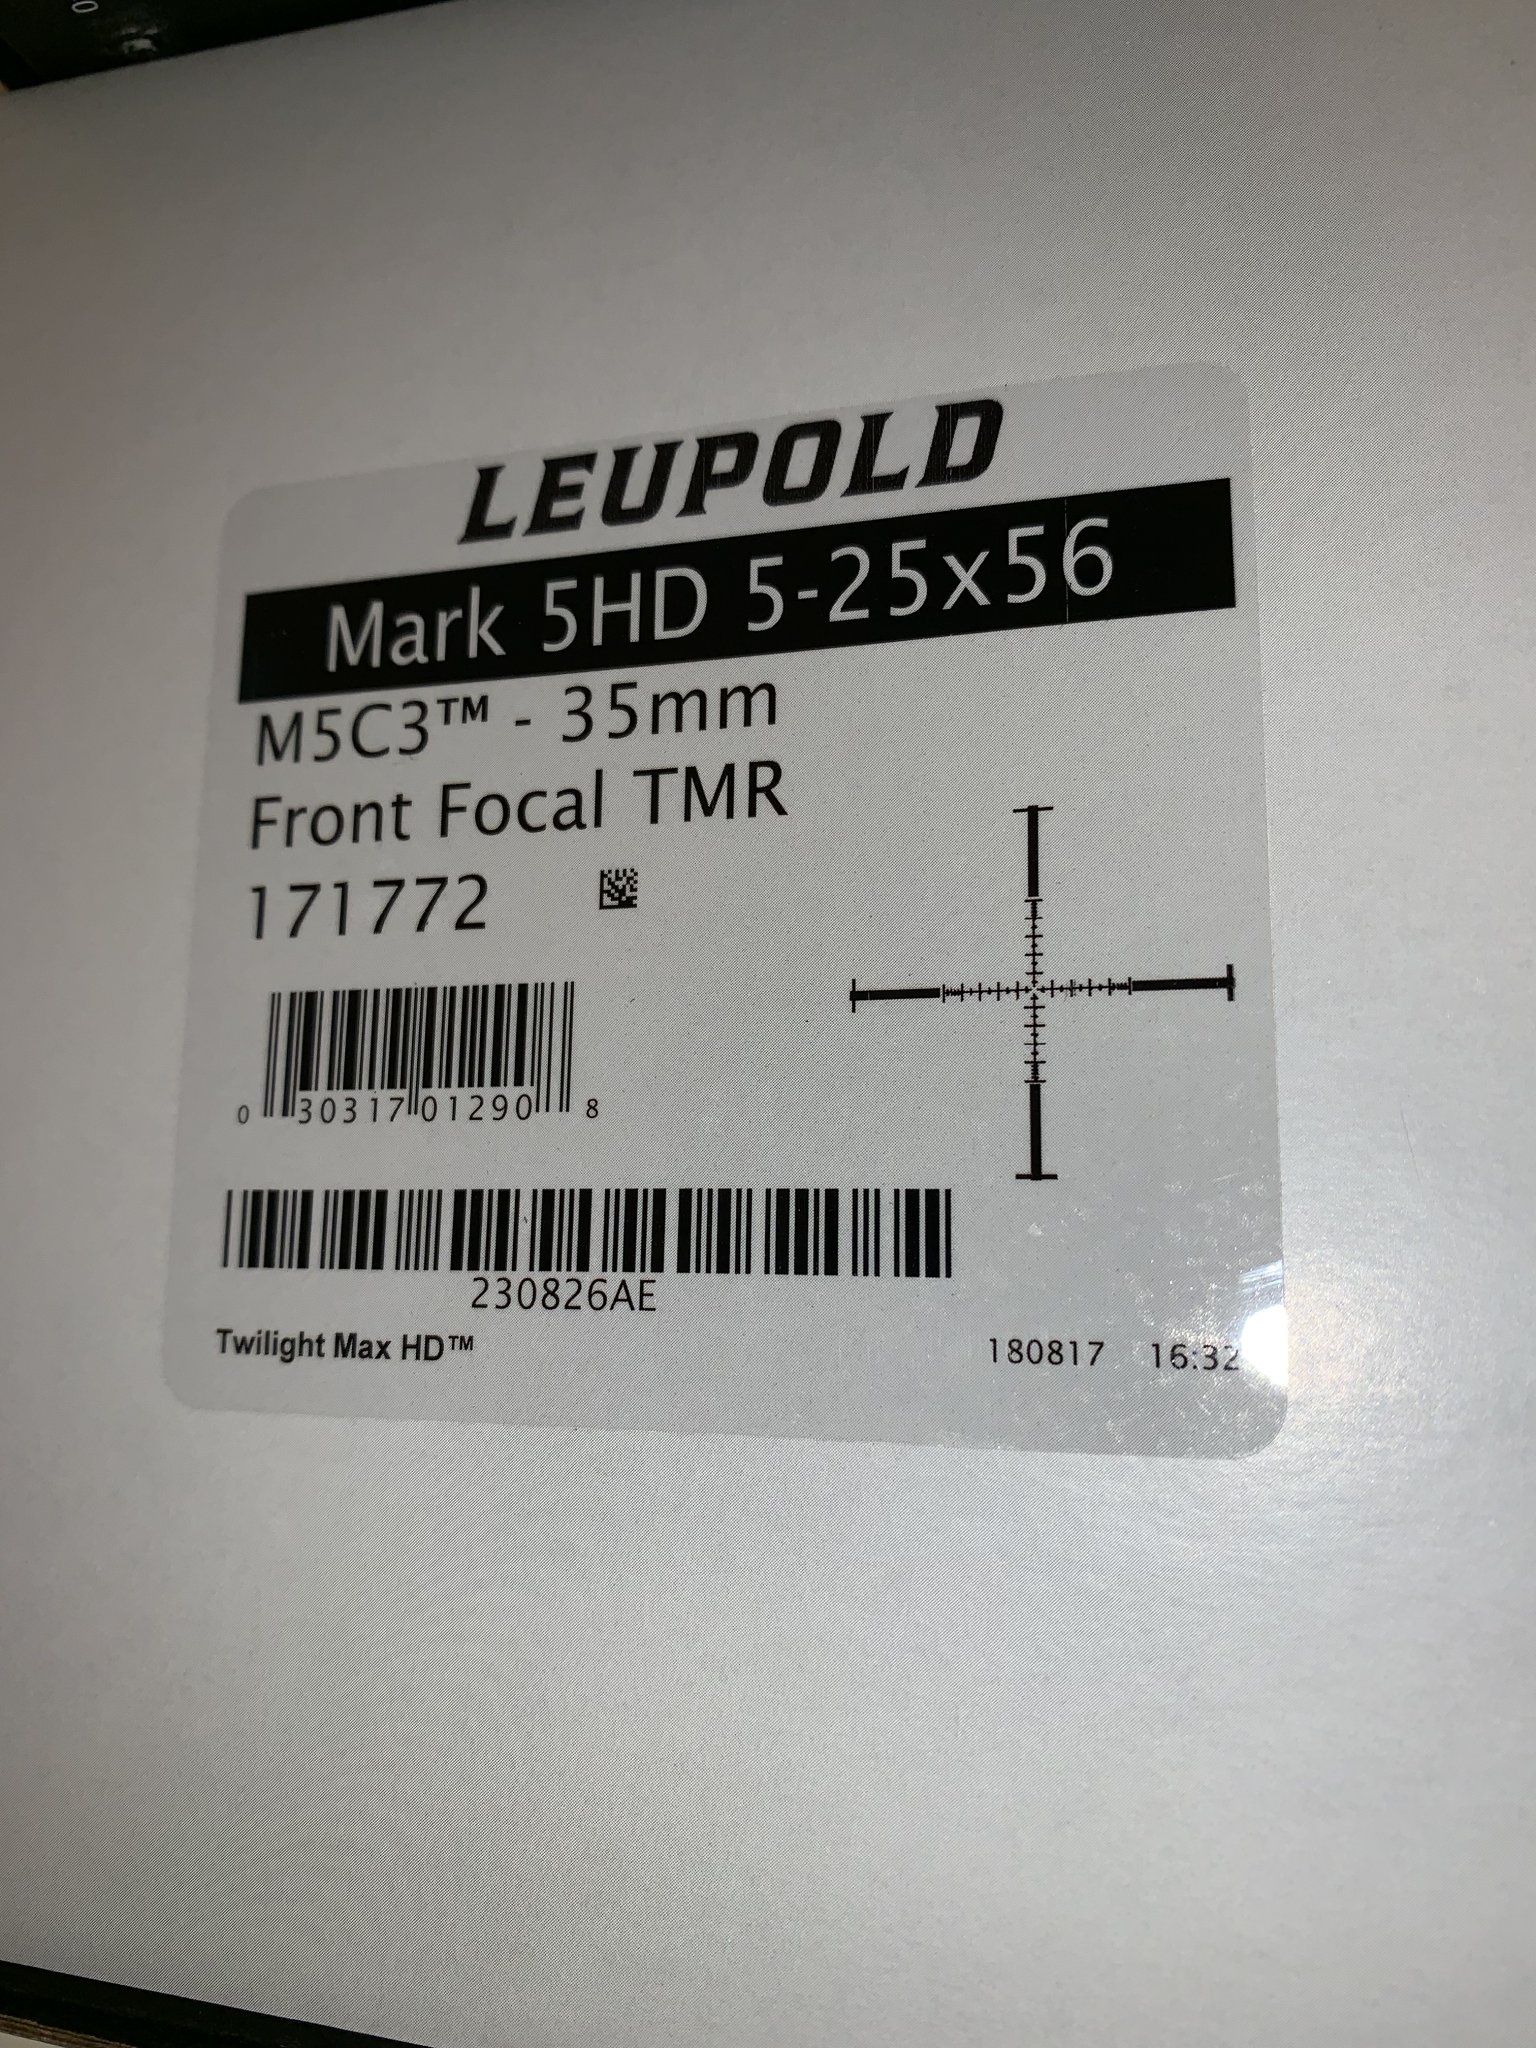 0
LEUPOLD
Mark 5HD 5-25x56
M5C3™ - 35mm
Front Focal TMR
171772
0 30317 01290 8
230826AE
Twilight Max HD™ 180817 16:32